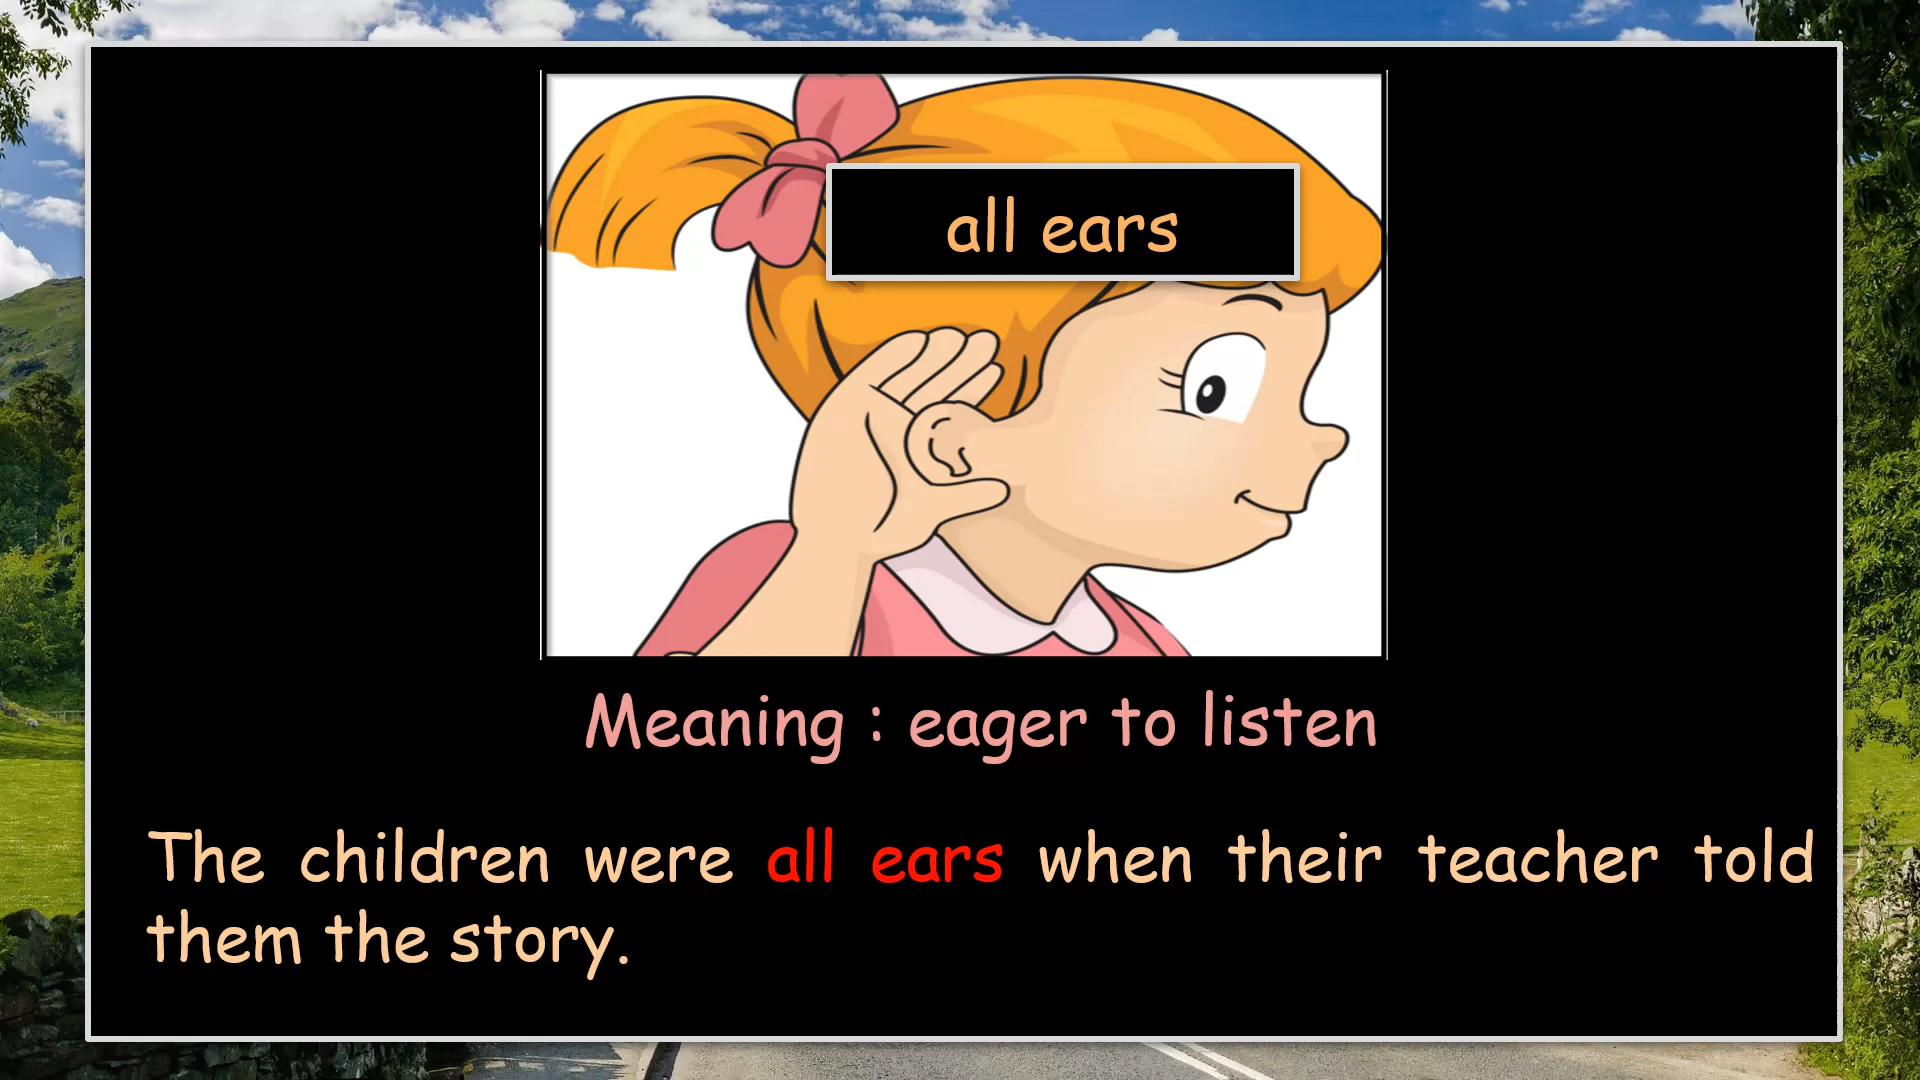 all ears
Meaning : eager to listen
The children were all ears when their teacher told
them the story.